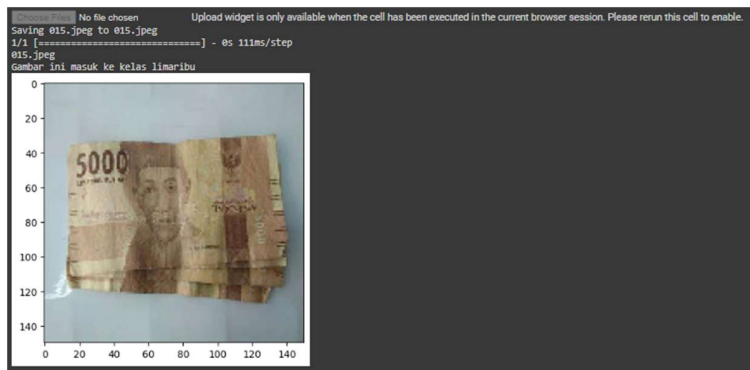 Choose Files No file chosen Upload widget is only available when the cell has been executed in the current browser session. Please rerun this cell to enable.
Saving 015.jpeg to 015.jpeg
1/1 [==============================] - 0s 111ms/step
015.jpeg
Gambar ini masuk ke kelas limaribu
0
20
40
60
80
100
120
140
5000
0 20 40 60 80 100 120 140